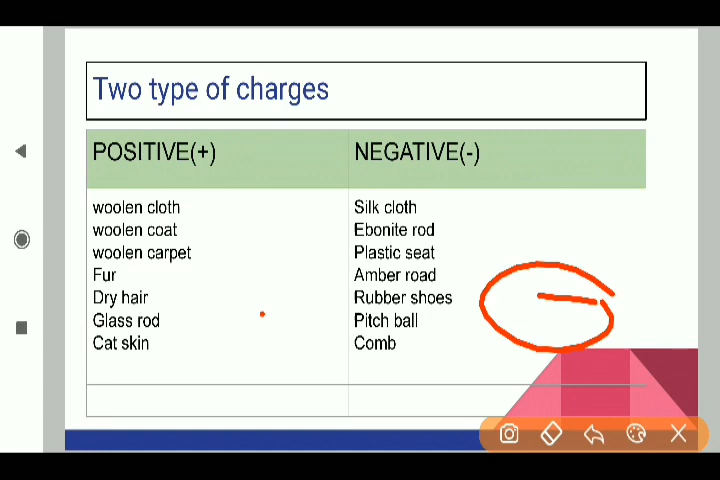 Two type of charges
POSITIVE(+)
NEGATIVE(-)
woolen cloth
woolen coat
woolen carpet
Fur
Dry hair
Glass rod
Cat skin
Silk cloth
Ebonite rod
Plastic seat
Amber road
Rubber shoes
Pitch ball
Comb